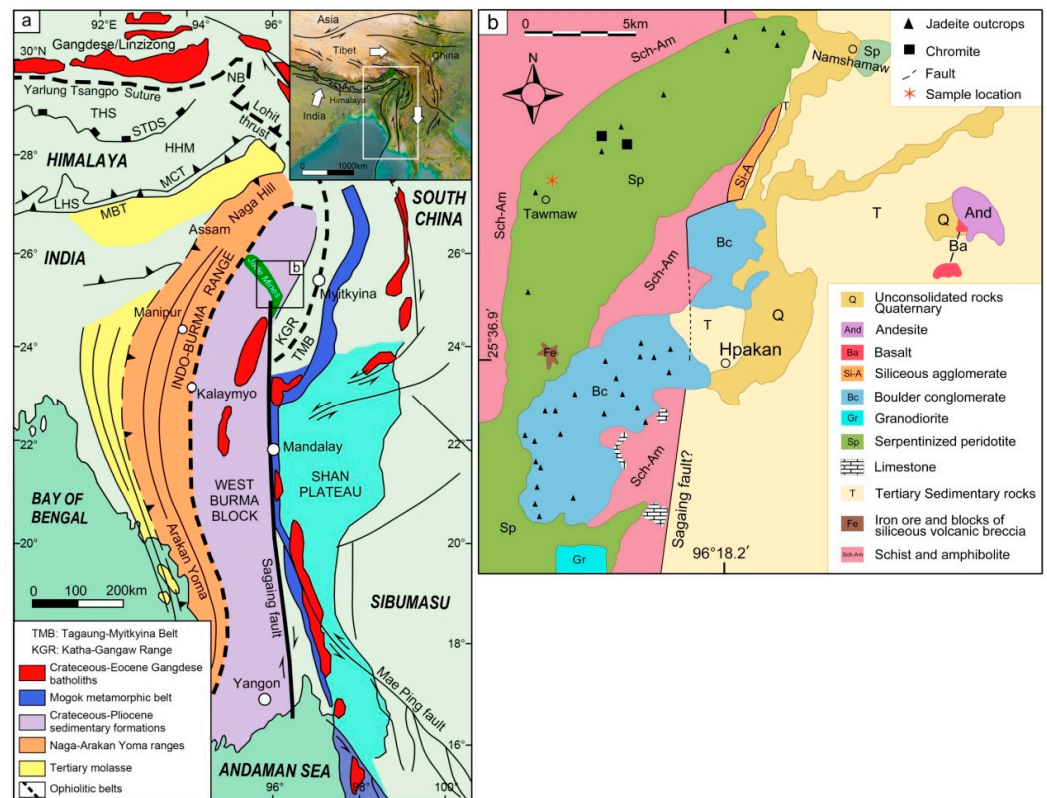 a
92°E
94
96
30°N
Gangdese/Linzizong
Yarlung Tsangpo Suture
NB
THS
STDS
Lohit
thrust
HHM
28°
HIMALAYA
MCT
LHS
MBT
Asia
Tibet
China
Himalaya
India
0
1000km
SOUTH
CHINA
Naga Hill
Assam
26°
INDIA
Jade Mines
b
Myitkyina
Manipur
INDO-BURMA RANGE
KGR
TMB
24°
Kalaymyo
22°
Mandalay
WEST
BURMA
BLOCK
SHAN
PLATEAU
BAY OF
BENGAL
20°
Arakan Yoma
Sagaing fault
0
100
200km
SIBUMASU
18°
Yangon
Mae Ping fault
16°
ANDAMAN SEA
96°
98°
100°
TMB: Tagaung-Myitkyina Belt
KGR: Katha-Gangaw Range
Crateceous-Eocene Gangdese
batholiths
Mogok metamorphic belt
Crateceous-Pliocene
sedimentary formations
Naga-Arakan Yoma ranges
Tertiary molasse
Ophiolitic belts
b
0
5km
N
Sch-Am
Namshamaw
Sp
Jadeite outcrops
Chromite
Fault
Sample location
T
Si-A
Sp
Tawmaw
Sch-Am
Bc
T
Q
And
Ba
Sch-Am
25°36.9′
Fe
T
Q
Hpakan
Bc
Sch-Am
Sagaing fault?
96°18.2′
Sp
Gr
Q
Unconsolidated rocks
Quaternary
And
Andesite
Ba
Basalt
Si-A
Siliceous agglomerate
Bc
Boulder conglomerate
Gr
Granodiorite
Sp
Serpentinized peridotite
Limestone
T
Tertiary Sedimentary rocks
Fe
Iron ore and blocks of
siliceous volcanic breccia
Sch-Am
Schist and amphibolite